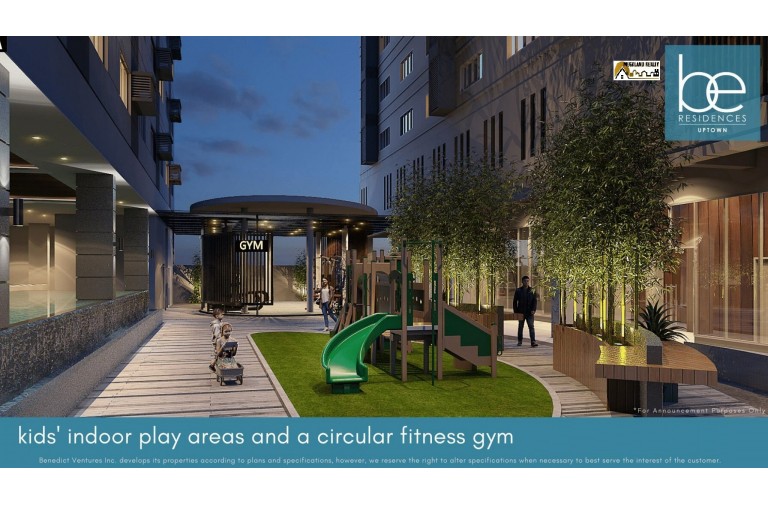 be
RESIDENCES
UPTOWN
GYM
*For Announcement Purposes Only
kids' indoor play areas and a circular fitness gym
Benedict Ventures Inc. develops its properties according to plans and specifications, however, we reserve the right to alter specifications when necessary to best serve the interest of the customer.